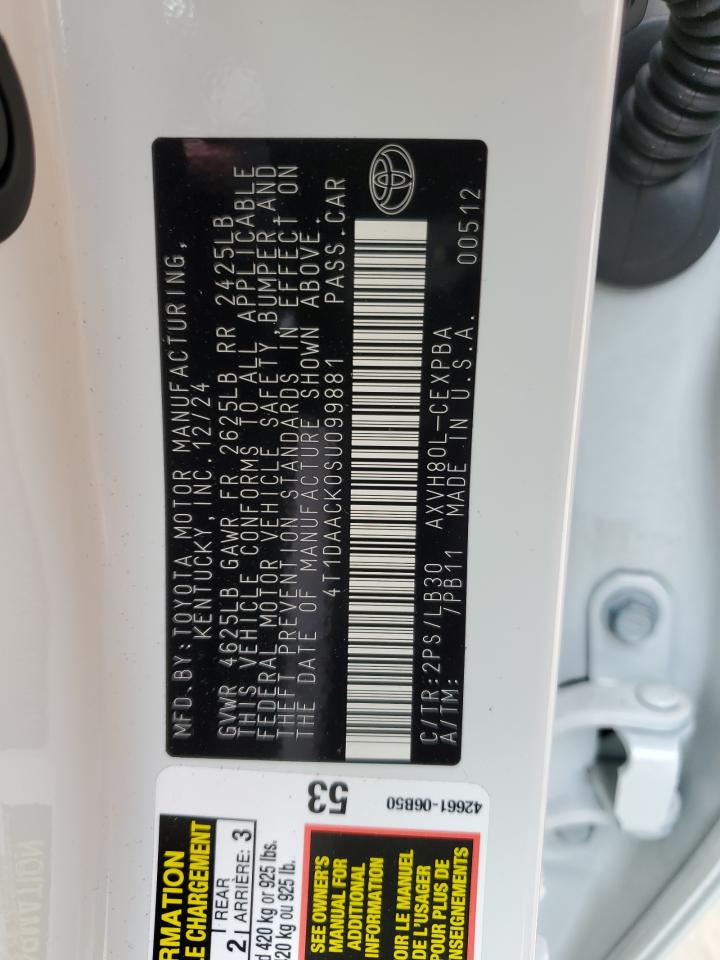 MFD.BY:TOYOTA MOTOR MANUFACTURING,
KENTUCKY, INC. 12/24
GVWR 4625LB GAWR FR 2625LB RR 2425LB
THIS VEHICLE CONFORMS TO ALL APPLICABLE
FEDERAL MOTOR VEHICLE SAFETY,BUMPER AND
THEFT PREVENTION STANDARDS IN EFFECT ON
THE DATE OF MANUFACTURE SHOWN ABOVE.
4T1DAACK0SU099881 PASS.CAR
C/TR:2PS/LB30 AXVH80L-CEXPBA 00512
A/TM: /PB11 MADE IN U.S.A.
53
42661-06B50
RMATION
E CHARGEMENT
REAR
2 ARRIÈRE: 3
d 420 kg or 925 lbs.
420 kg ou 925 lb.
SEE OWNER'S
MANUAL FOR
ADDITIONAL
INFORMATION
OIR LE MANUEL
DE L'USAGER
POUR PLUS DE
ENSEIGNEMENTS